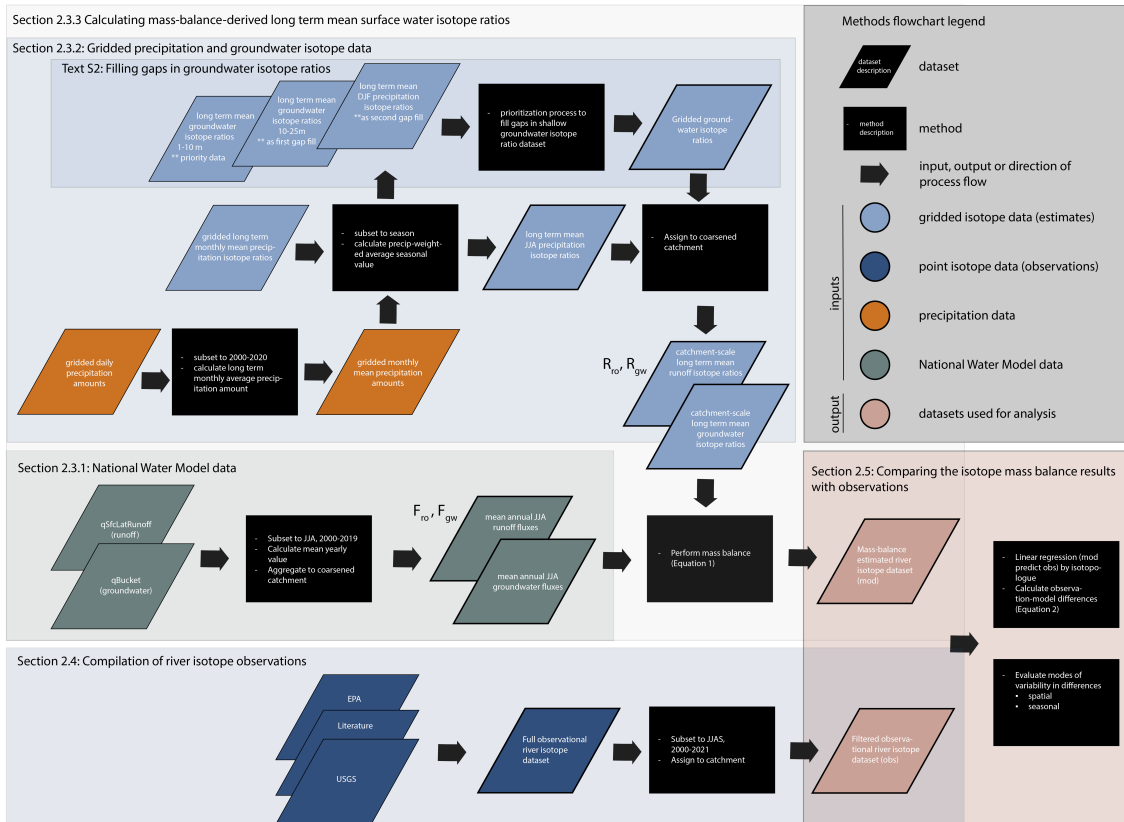 Section 2.3.3 Calculating mass-balance-derived long term mean surface water isotope ratios
Section 2.3.2: Gridded precipitation and groundwater isotope data
Text S2: Filling gaps in groundwater isotope ratios
long term mean
groundwater
isotope ratios
1-10 m
** priority data
long term mean
groundwater
isotope ratios
10-25m
** as first gap fill
long term mean
DJF precipitation
isotope ratios
**as second gap fill
- prioritization process to
fill gaps in shallow
groundwater isotope
ratio dataset
Gridded ground-
water isotope
ratios
gridded long term
monthly mean precip-
itation isotope ratios
- subset to season
- calculate precip-weight-
ed average seasonal
value
long term mean
JJA precipitation
isotope ratios
- Assign to coarsened
catchment
gridded daily
precipitation
amounts
- subset to 2000-2020
- calculate long term
monthly average precip-
itation amount
gridded monthly
mean precipitation
amounts
Rro, Rgw
catchment-scale
long term mean
runoff isotope ratios
catchment-scale
long term mean
groundwater
isotope ratios
Section 2.3.1: National Water Model data
qSfcLatRunoff
(runoff)
qBucket
(groundwater)
- Subset to JJA, 2000-2019
- Calculate mean yearly
value
- Aggregate to coarsened
catchment
Fro, Fgw
mean annual JJA
runoff fluxes
mean annual JJA
groundwater fluxes
- Perform mass balance
(Equation 1)
Section 2.5: Comparing the isotope mass balance results
with observations
Mass-balance
estimated river
isotope dataset
(mod)
- Linear regression (mod
predict obs) by isotopo-
logue
- Calculate observa-
tion-model differences
(Equation 2)
- Evaluate modes of
variability in differences
• spatial
• seasonal
Section 2.4: Compilation of river isotope observations
EPA
Literature
USGS
Full observational
river isotope
dataset
- Subset to JJAS,
2000-2021
- Assign to catchment
Filtered observa-
tional river isotope
dataset (obs)
Methods flowchart legend
dataset
description
dataset
- method
description
method
input, output or direction of
process flow
inputs
gridded isotope data (estimates)
point isotope data (observations)
precipitation data
National Water Model data
output
datasets used for analysis